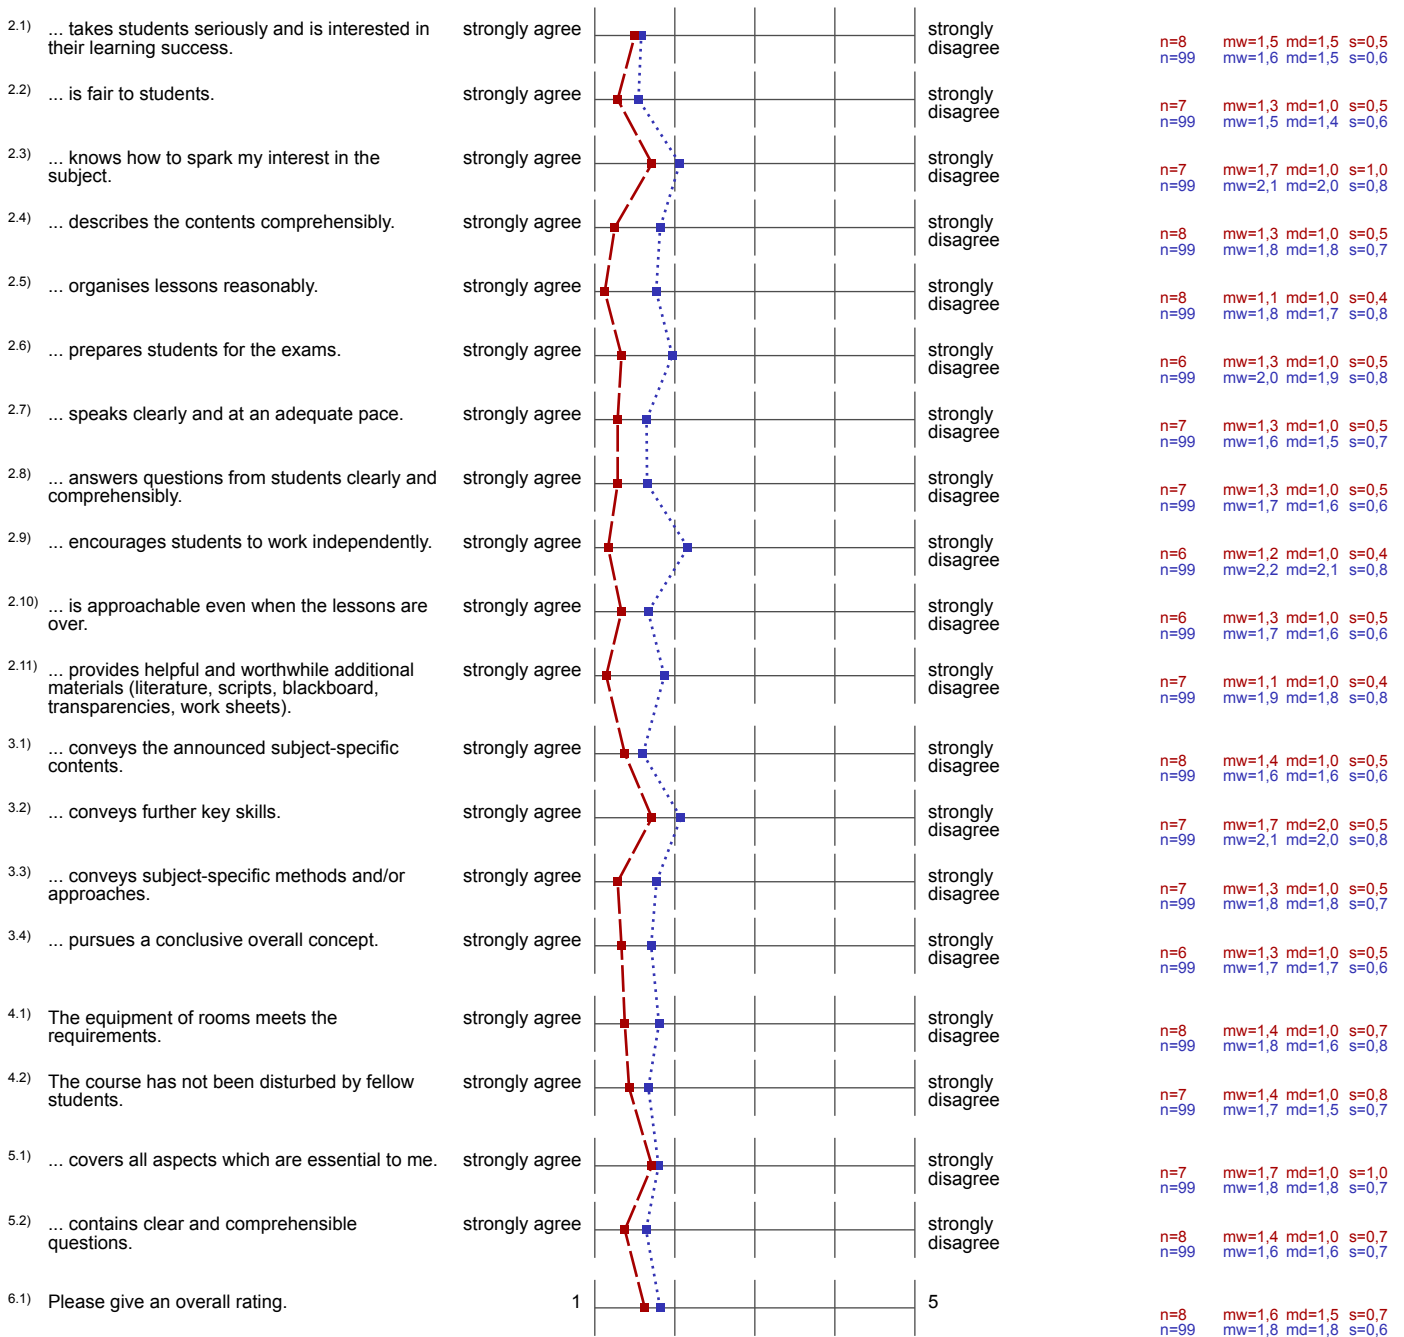 2.1) ... takes students seriously and is interested in their learning success. strongly agree strongly disagree n=8 mw=1,5 md=1,5 s=0,5
n=99 mw=1,6 md=1,5 s=0,6
2.2) ... is fair to students. strongly agree strongly disagree n=7 mw=1,3 md=1,0 s=0,5
n=99 mw=1,5 md=1,4 s=0,6
2.3) ... knows how to spark my interest in the subject. strongly agree strongly disagree n=7 mw=1,7 md=1,0 s=1,0
n=99 mw=2,1 md=2,0 s=0,8
2.4) ... describes the contents comprehensibly. strongly agree strongly disagree n=8 mw=1,3 md=1,0 s=0,5
n=99 mw=1,8 md=1,8 s=0,7
2.5) ... organises lessons reasonably. strongly agree strongly disagree n=8 mw=1,1 md=1,0 s=0,4
n=99 mw=1,8 md=1,7 s=0,8
2.6) ... prepares students for the exams. strongly agree strongly disagree n=6 mw=1,3 md=1,0 s=0,5
n=99 mw=2,0 md=1,9 s=0,8
2.7) ... speaks clearly and at an adequate pace. strongly agree strongly disagree n=7 mw=1,3 md=1,0 s=0,5
n=99 mw=1,6 md=1,5 s=0,7
2.8) ... answers questions from students clearly and comprehensibly. strongly agree strongly disagree n=7 mw=1,3 md=1,0 s=0,5
n=99 mw=1,7 md=1,6 s=0,6
2.9) ... encourages students to work independently. strongly agree strongly disagree n=6 mw=1,2 md=1,0 s=0,4
n=99 mw=2,2 md=2,1 s=0,8
2.10) ... is approachable even when the lessons are over. strongly agree strongly disagree n=6 mw=1,3 md=1,0 s=0,5
n=99 mw=1,7 md=1,6 s=0,6
2.11) ... provides helpful and worthwhile additional materials (literature, scripts, blackboard, transparencies, work sheets). strongly agree strongly disagree n=7 mw=1,1 md=1,0 s=0,4
n=99 mw=1,9 md=1,8 s=0,8
3.1) ... conveys the announced subject-specific contents. strongly agree strongly disagree n=8 mw=1,4 md=1,0 s=0,5
n=99 mw=1,6 md=1,6 s=0,6
3.2) ... conveys further key skills. strongly agree strongly disagree n=7 mw=1,7 md=2,0 s=0,5
n=99 mw=2,1 md=2,0 s=0,8
3.3) ... conveys subject-specific methods and/or approaches. strongly agree strongly disagree n=7 mw=1,3 md=1,0 s=0,5
n=99 mw=1,8 md=1,8 s=0,7
3.4) ... pursues a conclusive overall concept. strongly agree strongly disagree n=6 mw=1,3 md=1,0 s=0,5
n=99 mw=1,7 md=1,7 s=0,6
4.1) The equipment of rooms meets the requirements. strongly agree strongly disagree n=8 mw=1,4 md=1,0 s=0,7
n=99 mw=1,8 md=1,6 s=0,8
4.2) The course has not been disturbed by fellow students. strongly agree strongly disagree n=7 mw=1,4 md=1,0 s=0,8
n=99 mw=1,7 md=1,5 s=0,7
5.1) ... covers all aspects which are essential to me. strongly agree strongly disagree n=7 mw=1,7 md=1,0 s=1,0
n=99 mw=1,8 md=1,8 s=0,7
5.2) ... contains clear and comprehensible questions. strongly agree strongly disagree n=8 mw=1,4 md=1,0 s=0,7
n=99 mw=1,6 md=1,6 s=0,7
6.1) Please give an overall rating. 1 5 n=8 mw=1,6 md=1,5 s=0,7
n=99 mw=1,8 md=1,8 s=0,6